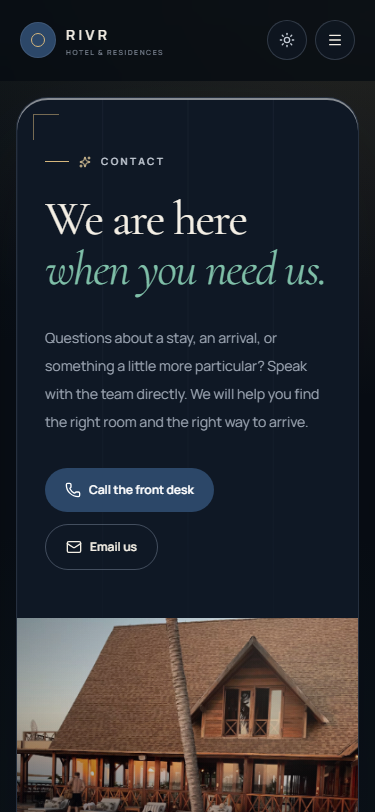 RIVR
HOTEL & RESIDENCES
CONTACT
We are here
when you need us.
Questions about a stay, an arrival, or
something a little more particular? Speak
with the team directly. We will help you find
the right room and the right way to arrive.
Call the front desk
Email us